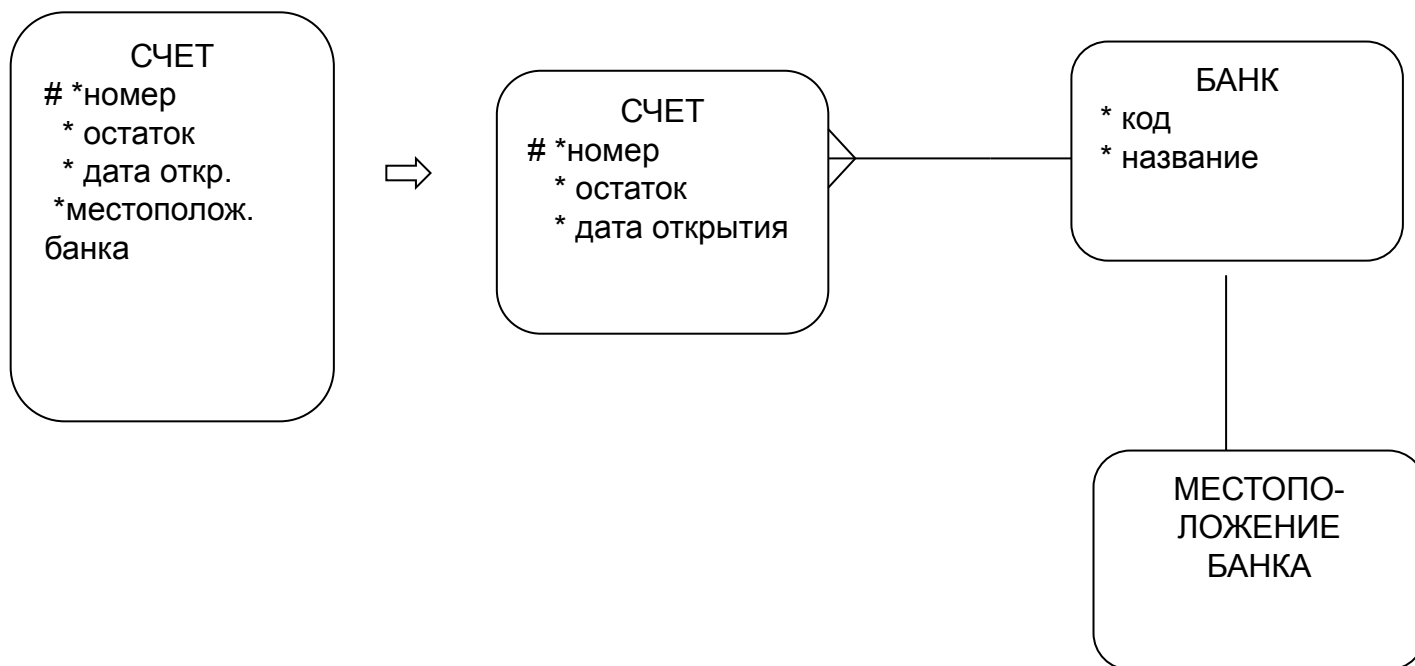 СЧЕТ
# *номер
* остаток
* дата откр.
*местополож.
банка
СЧЕТ
# *номер
* остаток
* дата открытия
БАНК
* код
* название
МЕСТОПО-
ЛОЖЕНИЕ
БАНКА